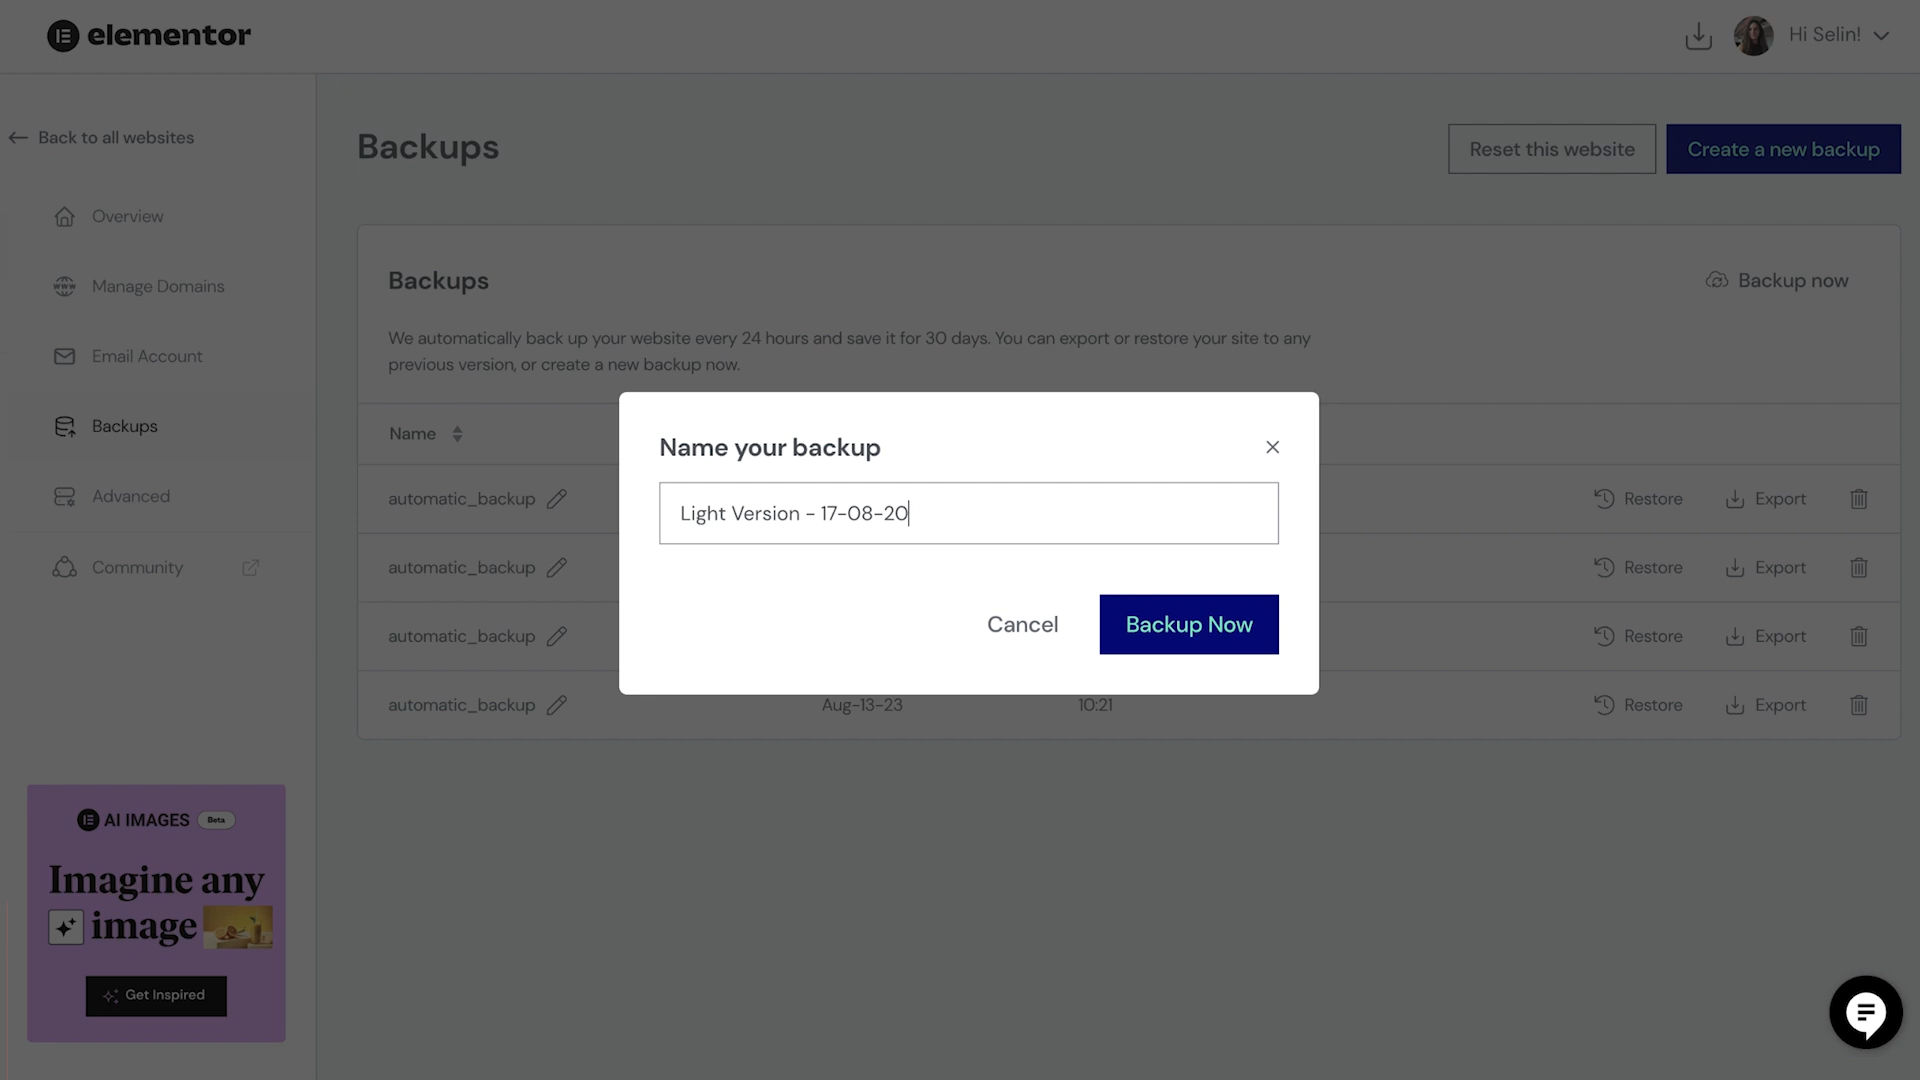 elementor
Hi Selin!
Back to all websites
Overview
Manage Domains
Email Account
Backups
Advanced
Community
AI IMAGES Beta
Imagine any
image
Get Inspired
Backups
Reset this website
Create a new backup
Backups
Backup now
We automatically back up your website every 24 hours and save it for 30 days. You can export or restore your site to any
previous version, or create a new backup now.
Name
automatic_backup Restore Export
automatic_backup Restore Export
automatic_backup Restore Export
automatic_backup Aug-13-23 10:21 Restore Export
Name your backup
Light Version - 17-08-20
Cancel
Backup Now